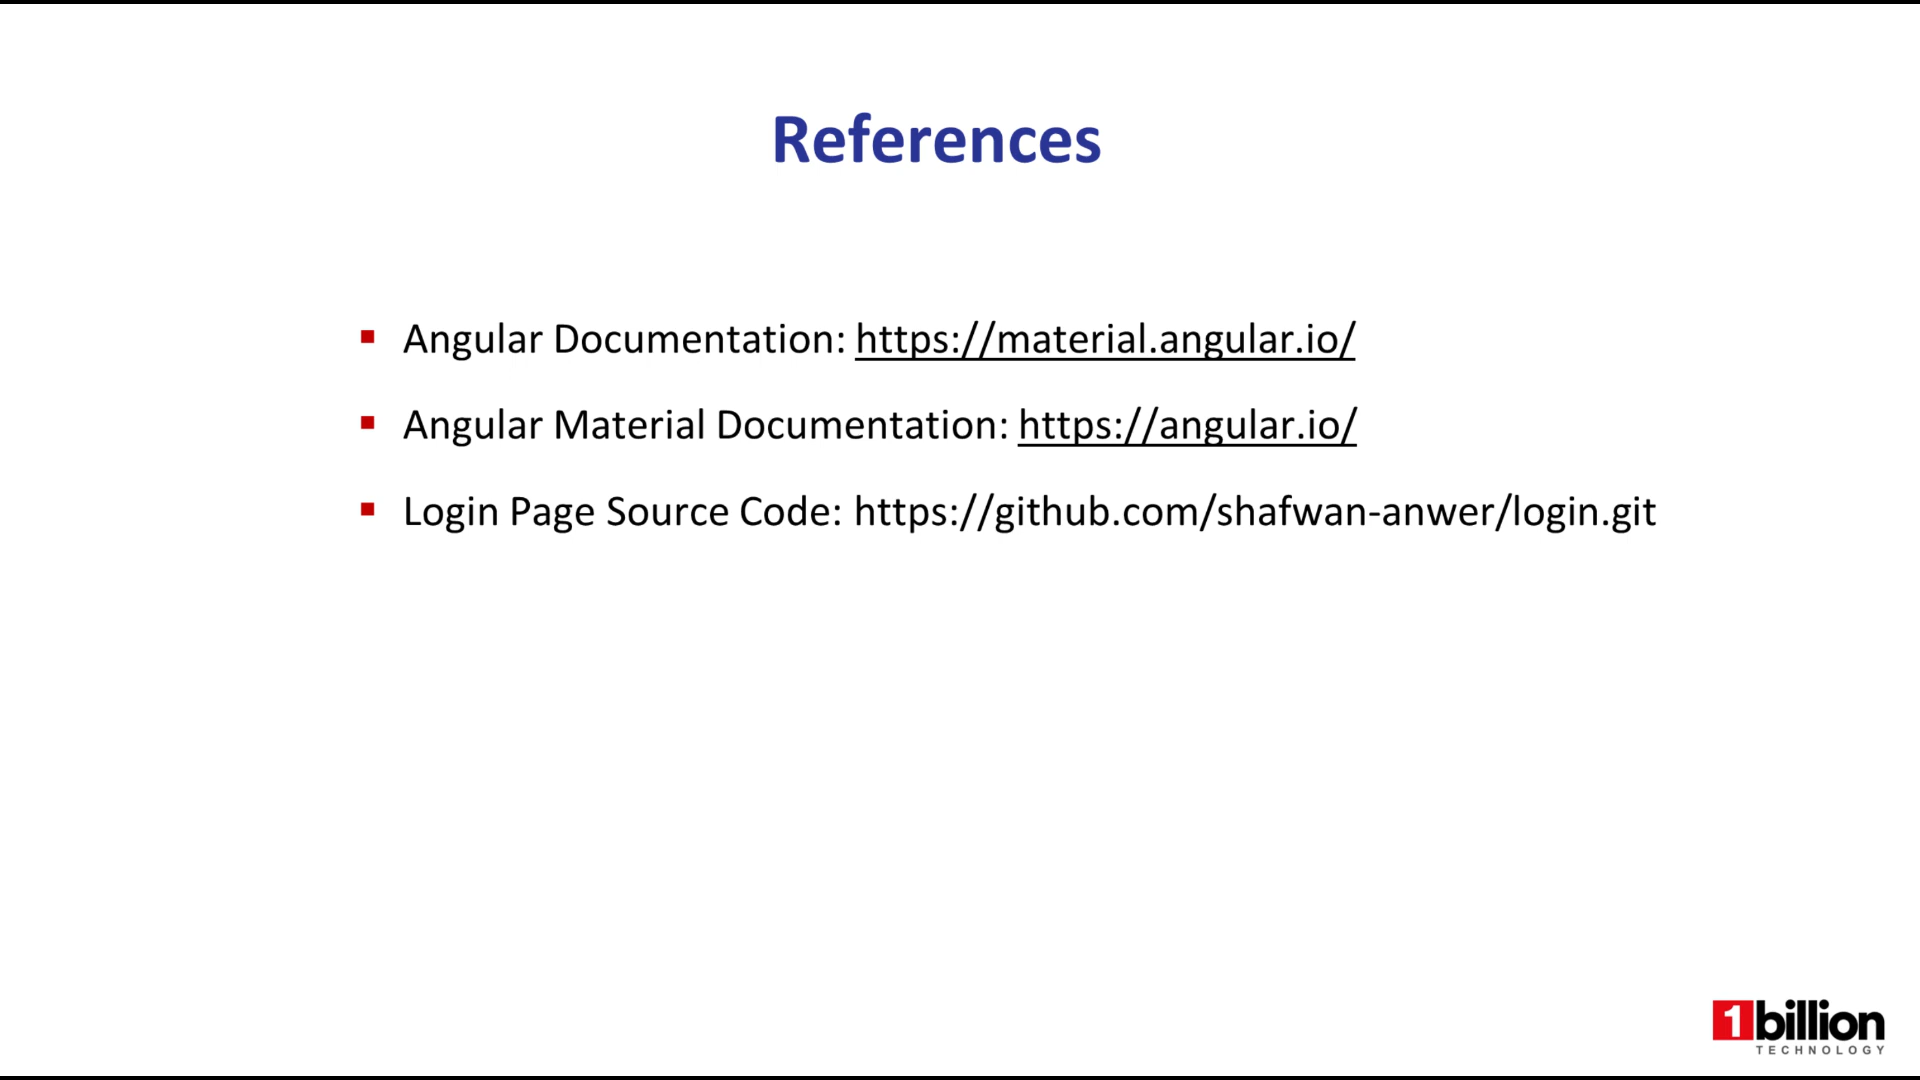 References
▪ Angular Documentation: https://material.angular.io/
▪ Angular Material Documentation: https://angular.io/
▪ Login Page Source Code: https://github.com/shafwan-anwer/login.git
1billion
TECHNOLOGY